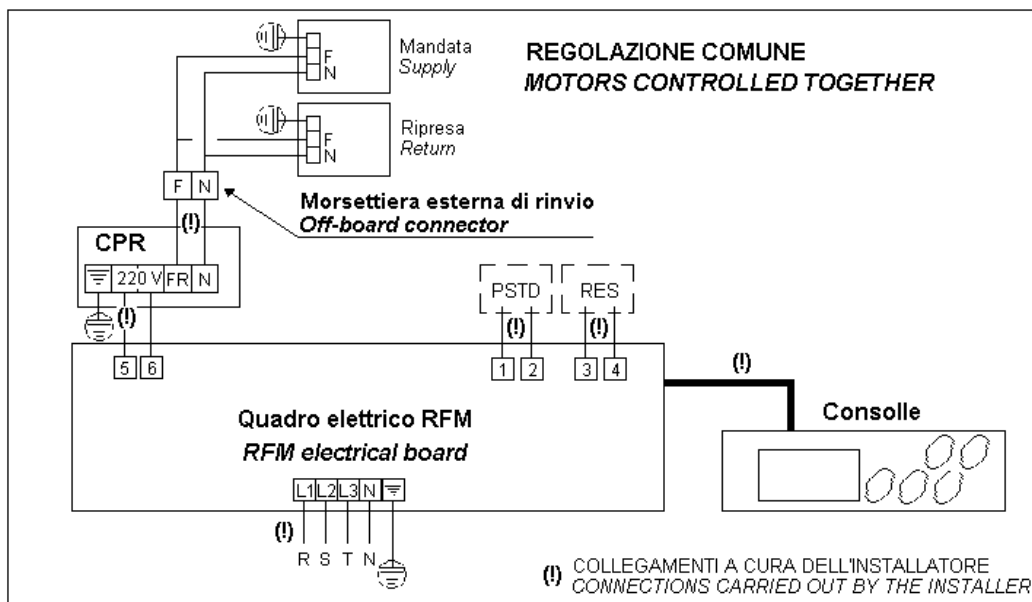 Mandata
Supply
F
N
REGOLAZIONE COMUNE
MOTORS CONTROLLED TOGETHER
Ripresa
Return
F
N
F N
Morsettiera esterna di rinvio
Off-board connector
(!)
CPR
220 V FR N
(!)
PSTD
RES
(!)
(!)
5 6
1 2
3 4
(!)
Quadro elettrico RFM
RFM electrical board
Consolle
L1 L2 L3 N
(!)
R S T N
(!) COLLEGAMENTI A CURA DELL'INSTALLATORE
CONNECTIONS CARRIED OUT BY THE INSTALLER